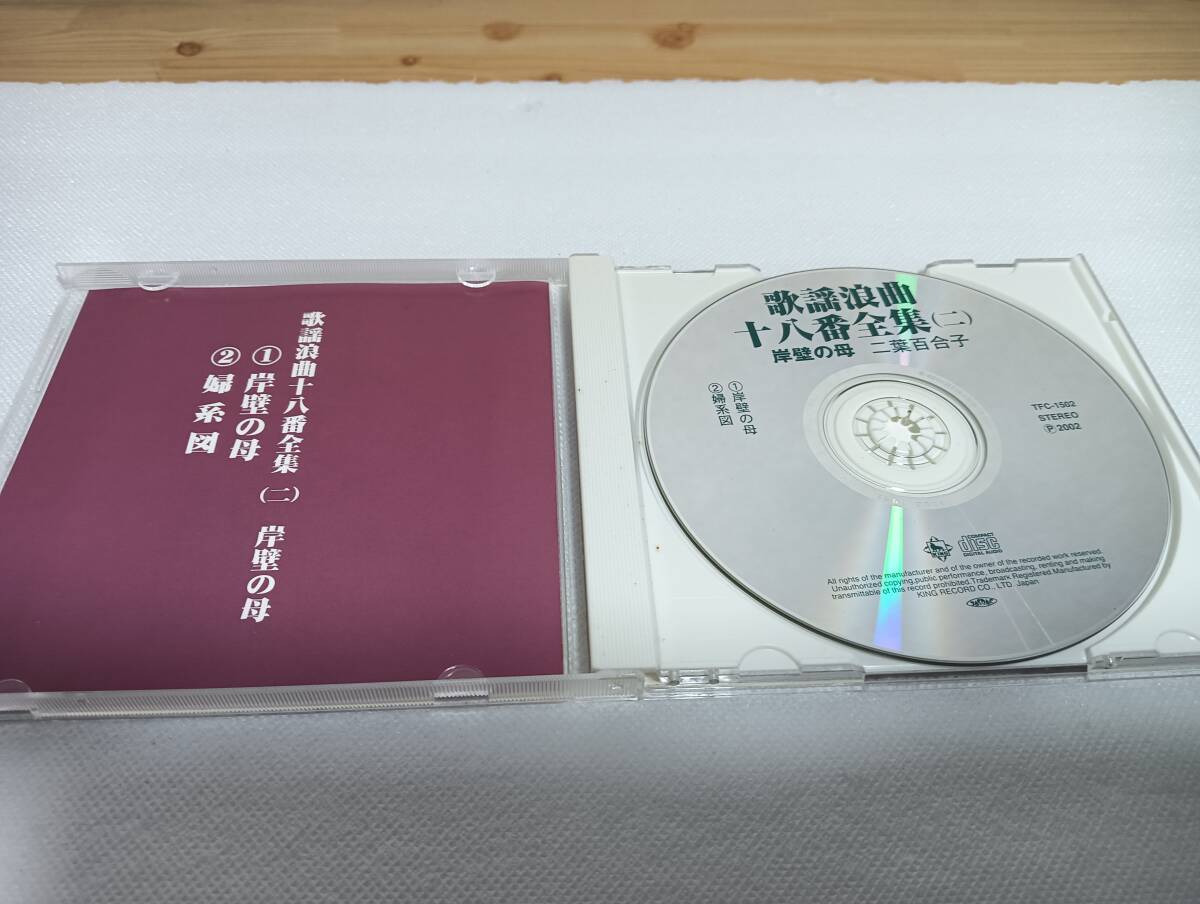 歌謡浪曲十八番全集 (二) 岸壁の母
① 岸壁の母
② 婦系図
歌謡浪曲
十八番全集(二)
岸壁の母 二葉百合子
①岸壁の母
②婦系図
TFC-1502
STEREO
Ⓟ2002
COMPACT
disc
DIGITAL AUDIO
All rights of the manufacturer and of the owner of the recorded work reserved.
Unauthorized copying,public performance, broadcasting, renting and making
transmittable of this record prohibited.Trademark Registered.Manufactured by
KING RECORD CO., LTD. Japan